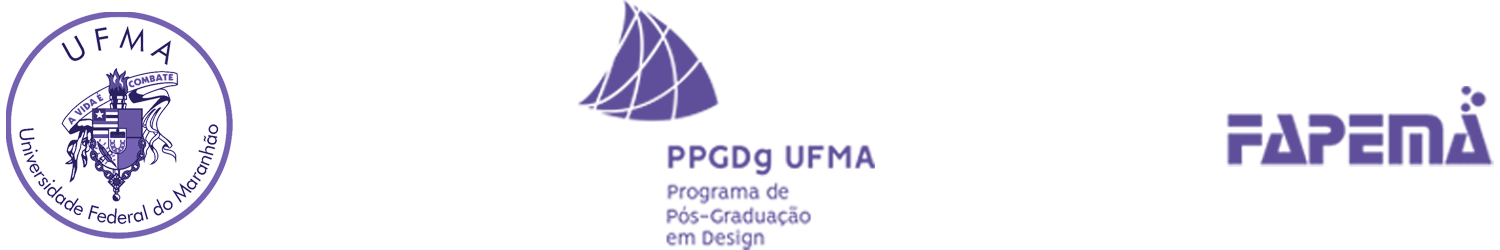 UFMA
A VIDA É COMBATE
Universidade Federal do Maranhão
PPGDg UFMA
Programa de
Pós-Graduação
em Design
FAPEMA